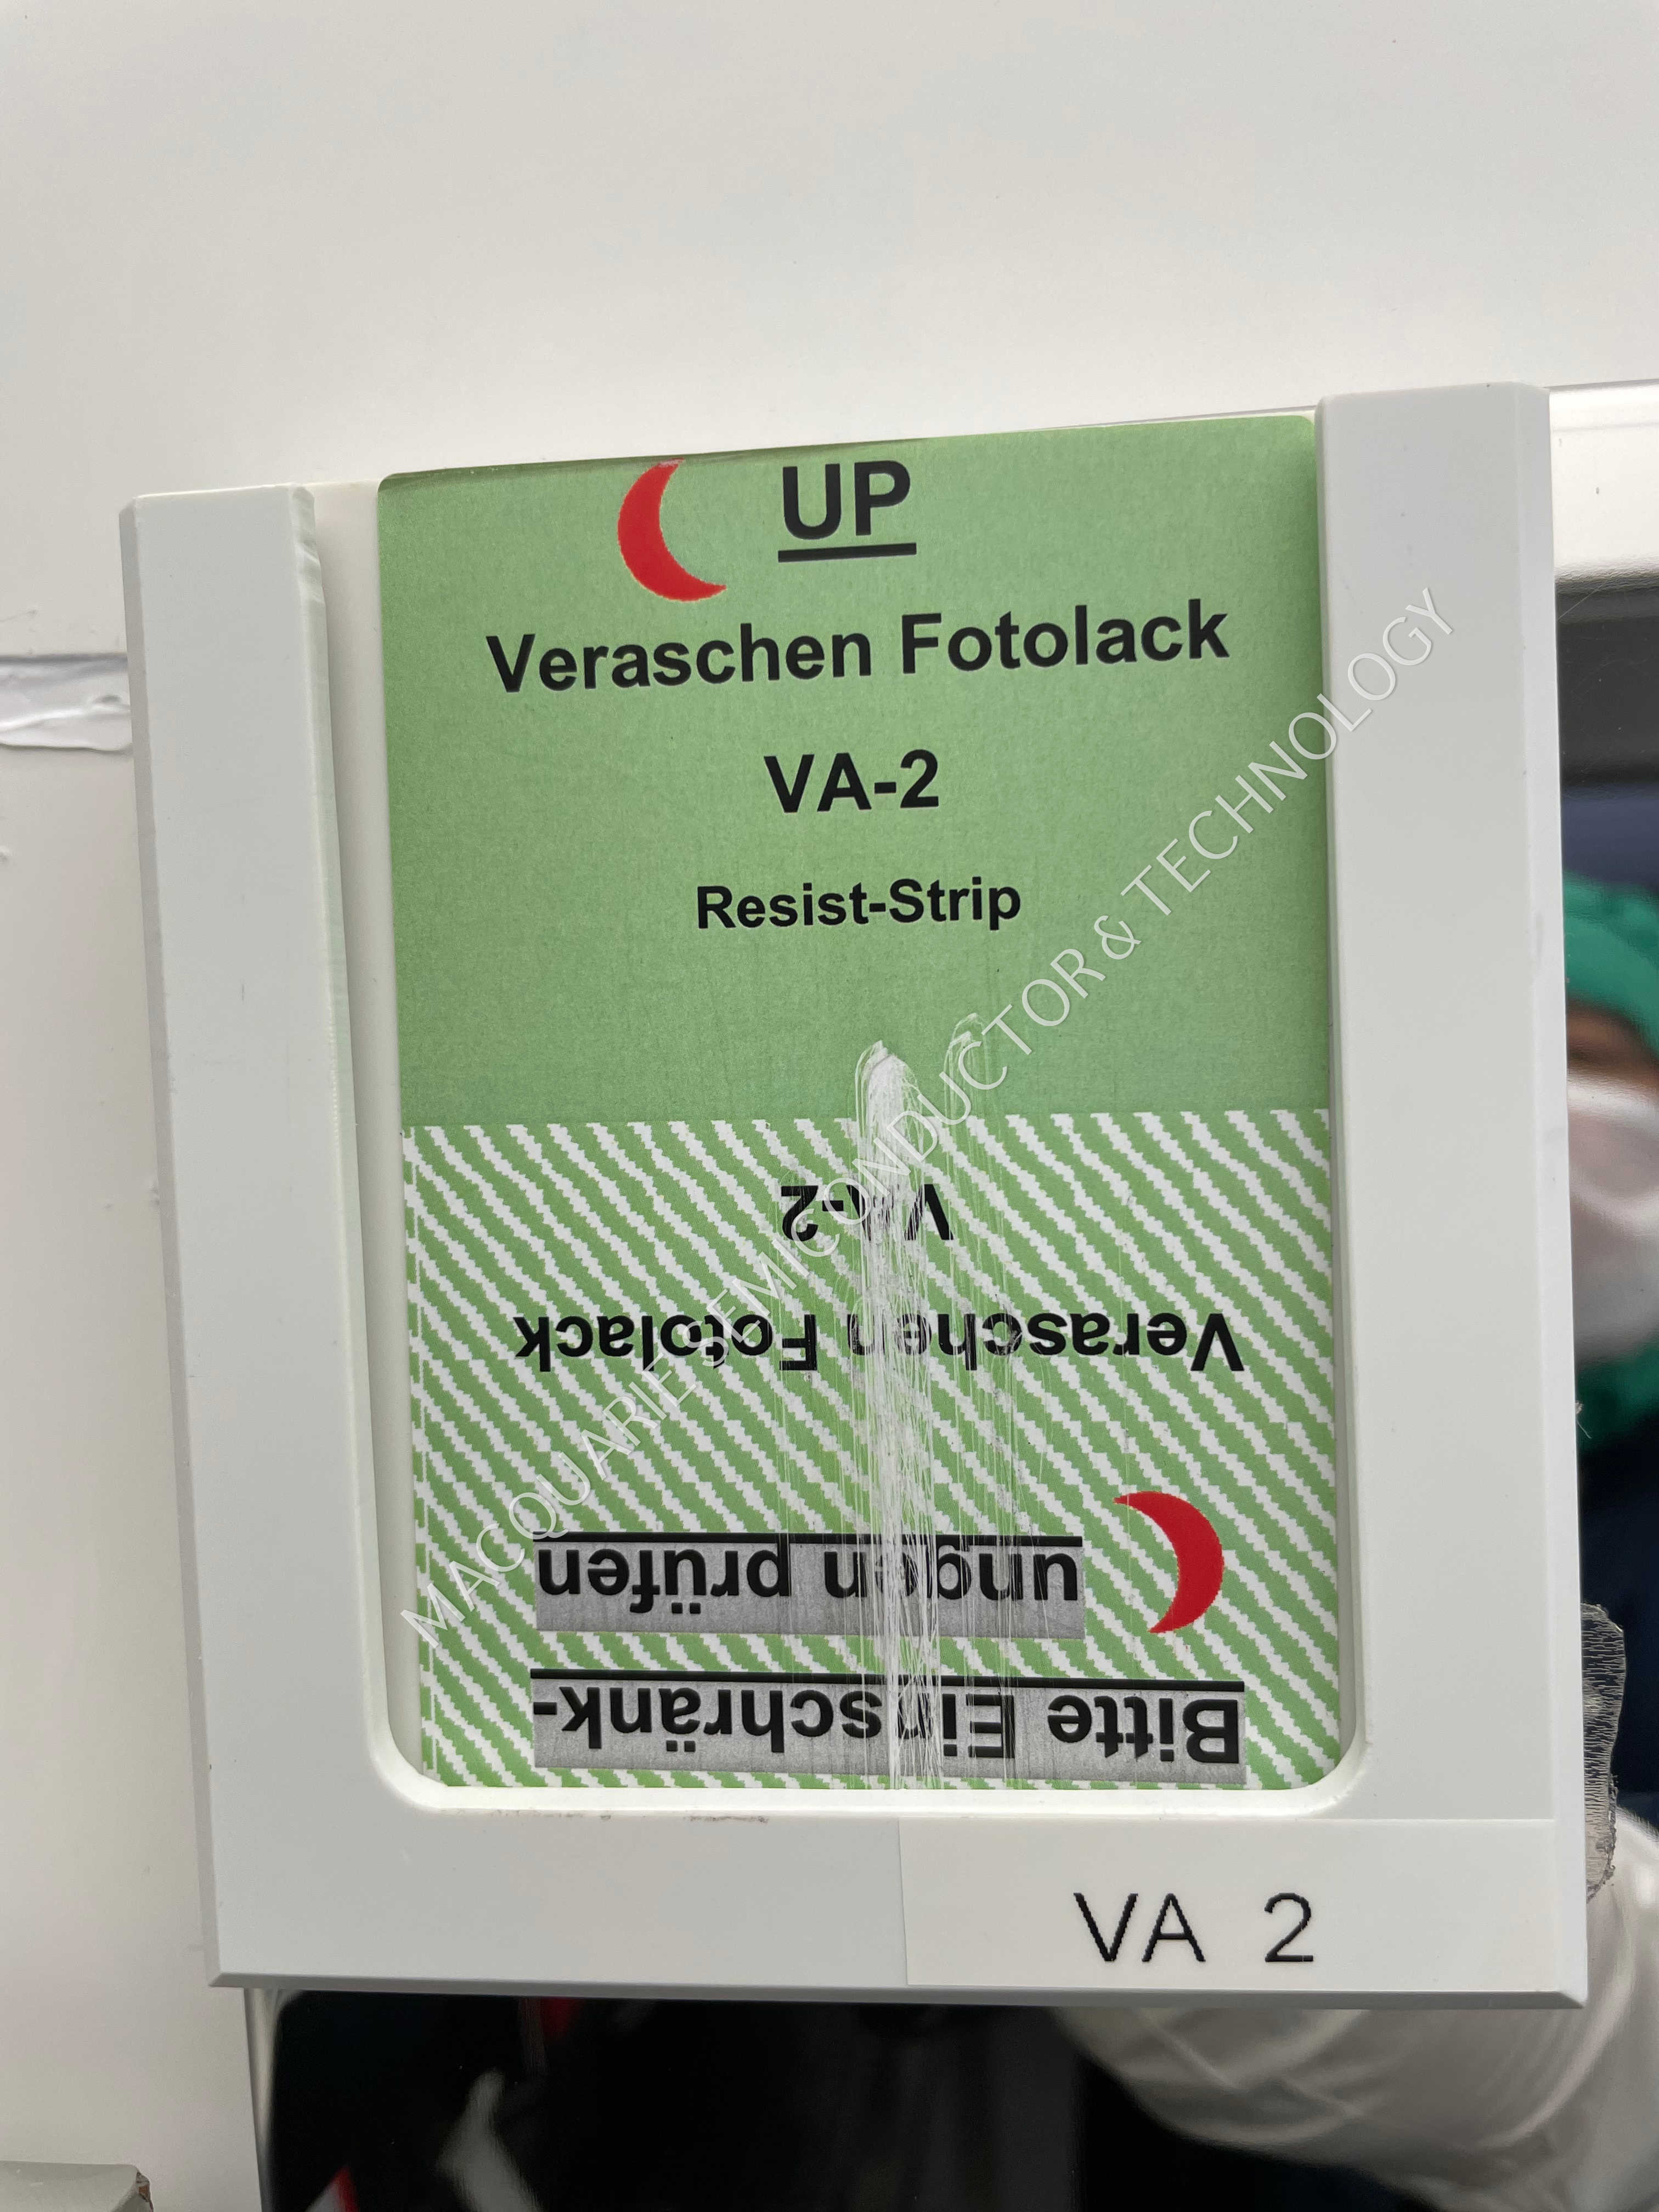 UP
Veraschen Fotolack
VA-2
Resist-Strip
VA-2
Veraschen Fotolack
ungen prüfen
Bitte Einschränk-
VA 2
MACQUARIE SEMICONDUCTOR & TECHNOLOGY